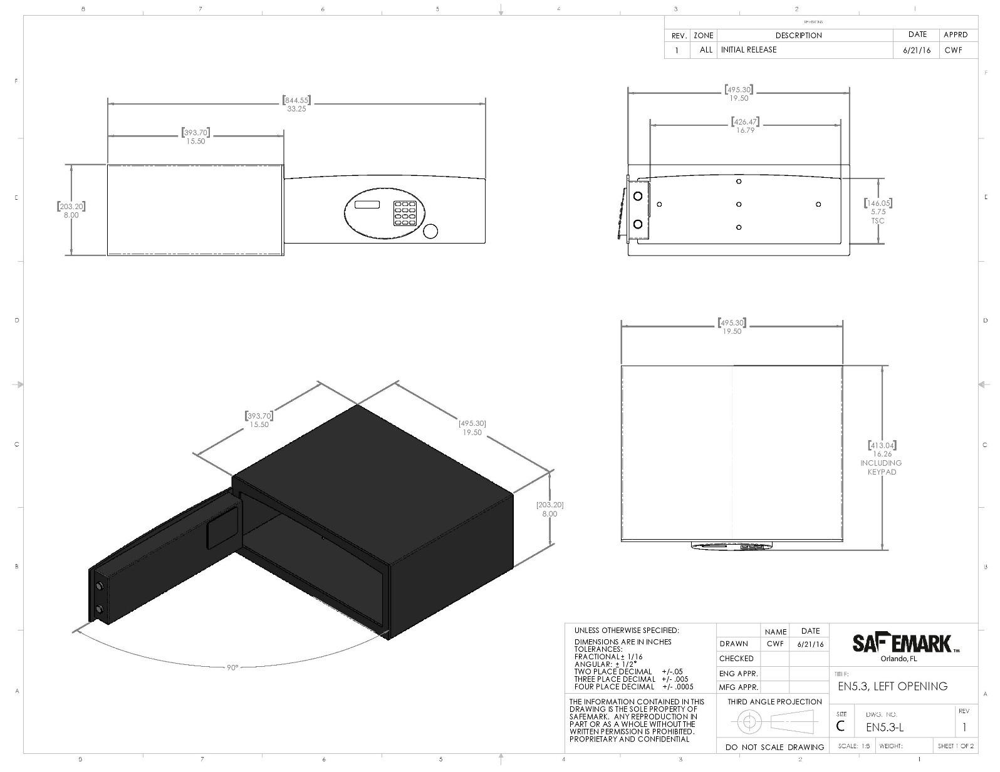 8 7 6 5 4 3 2 1
REVISIONS
REV. ZONE DESCRIPTION DATE APPRD
1 ALL INITIAL RELEASE 6/21/16 CWF
F F
[844.55]
33.25
[393.70]
15.50
[495.30]
19.50
[426.47]
16.79
E E
[203.20]
8.00
[146.05]
5.75
TSC
D D
[495.30]
19.50
[393.70]
15.50
[495.30]
19.50
C C
[413.04]
16.26
INCLUDING
KEYPAD
[203.20]
8.00
B B
90°
A A
UNLESS OTHERWISE SPECIFIED:
DIMENSIONS ARE IN INCHES
TOLERANCES:
FRACTIONAL± 1/16
ANGULAR: ± 1/2°
TWO PLACE DECIMAL +/-.05
THREE PLACE DECIMAL +/- .005
FOUR PLACE DECIMAL +/- .0005
THE INFORMATION CONTAINED IN THIS
DRAWING IS THE SOLE PROPERTY OF
SAFEMARK. ANY REPRODUCTION IN
PART OR AS A WHOLE WITHOUT THE
WRITTEN PERMISSION IS PROHIBITED.
PROPRIETARY AND CONFIDENTIAL
NAME DATE
DRAWN CWF 6/21/16
CHECKED
ENG APPR.
MFG APPR.
THIRD ANGLE PROJECTION
DO NOT SCALE DRAWING
SAFEMARK™
Orlando, FL
TITLE:
EN5.3, LEFT OPENING
SIZE DWG. NO. REV
C EN5.3-L 1
SCALE: 1:8 WEIGHT: SHEET 1 OF 2
8 7 6 5 4 3 2 1